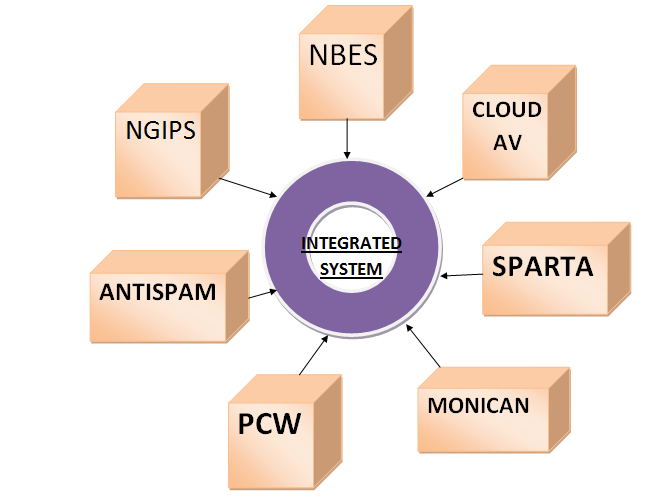 NBES
CLOUD
AV
NGIPS
INTEGRATED
SYSTEM
SPARTA
ANTISPAM
MONICAN
PCW